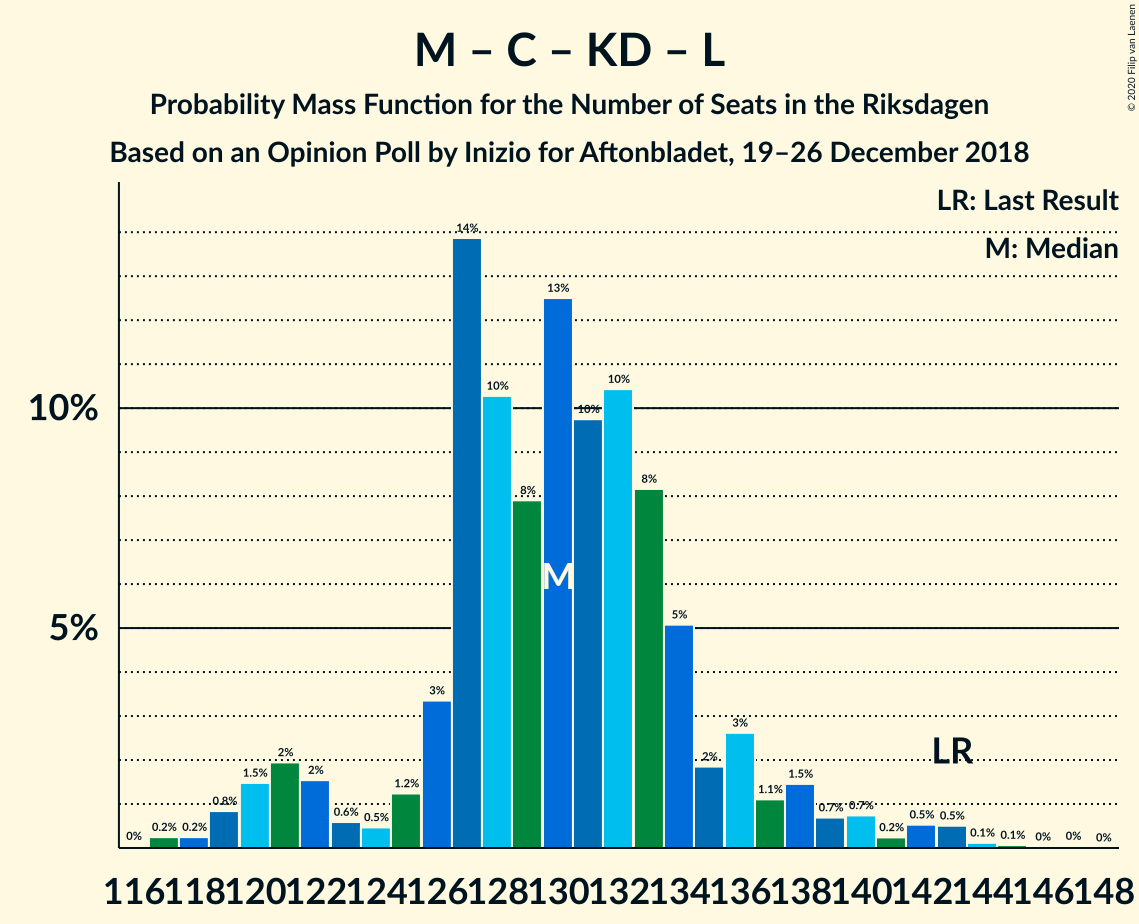 M – C – KD – L
Probability Mass Function for the Number of Seats in the Riksdagen
Based on an Opinion Poll by Inizio for Aftonbladet, 19–26 December 2018
© 2020 Filip van Laenen
LR: Last Result
M: Median
10%
5%
0% 0.2% 0.2% 0.8% 1.5% 2% 2% 0.6% 0.5% 1.2% 3% 14% 10% 8% 13% 10% 10% 8% 5% 2% 3% 1.1% 1.5% 0.7% 0.7% 0.2% 0.5% 0.5% 0.1% 0.1% 0% 0% 0%
M
LR
116 118 120 122 124 126 128 130 132 134 136 138 140 142 144 146 148